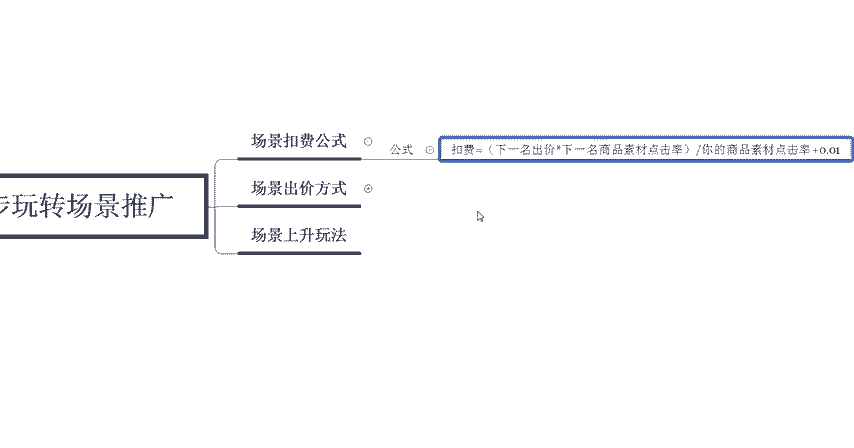 场景扣费公式
公式
扣费=（下一名出价*下一名商品素材点击率）/你的商品素材点击率+0.01
场景出价方式
步玩转场景推广
场景上升玩法